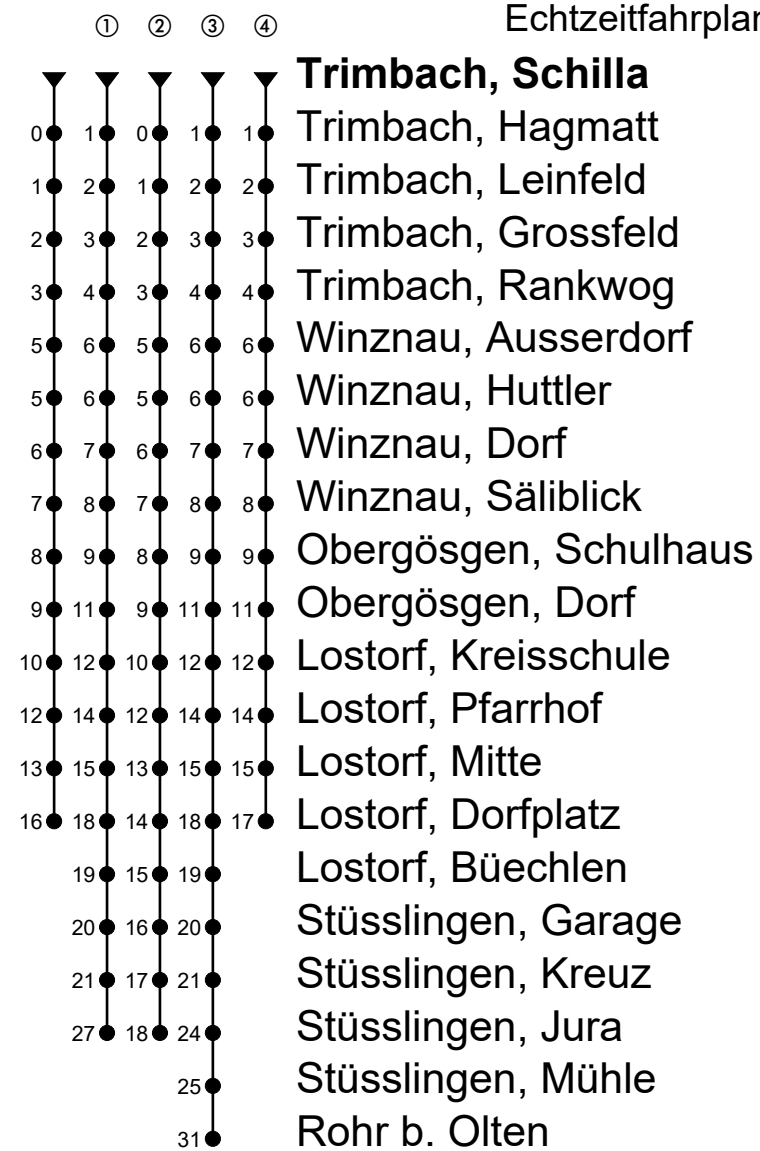 ① ② ③ ④ Echtzeitfahrplan
Trimbach, Schilla
0 1 0 1 1 Trimbach, Hagmatt
1 2 1 2 2 Trimbach, Leinfeld
2 3 2 3 3 Trimbach, Grossfeld
3 4 3 4 4 Trimbach, Rankwog
5 6 5 6 6 Winznau, Ausserdorf
5 6 5 6 6 Winznau, Huttler
6 7 6 7 7 Winznau, Dorf
7 8 7 8 8 Winznau, Säliblick
8 9 8 9 9 Obergösgen, Schulhaus
9 11 9 11 11 Obergösgen, Dorf
10 12 10 12 12 Lostorf, Kreisschule
12 14 12 14 14 Lostorf, Pfarrhof
13 15 13 15 15 Lostorf, Mitte
16 18 14 18 17 Lostorf, Dorfplatz
19 15 19 Lostorf, Büechlen
20 16 20 Stüsslingen, Garage
21 17 21 Stüsslingen, Kreuz
27 18 24 Stüsslingen, Jura
25 Stüsslingen, Mühle
31 Rohr b. Olten